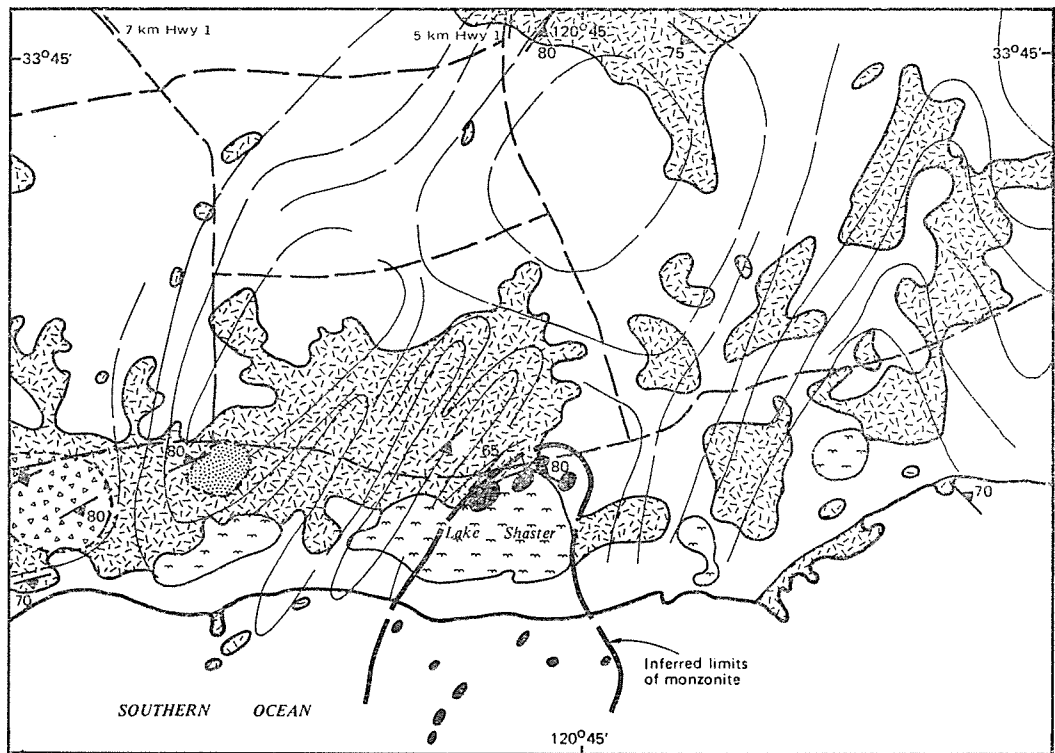 7 km Hwy 1
5 km Hwy 1
120°45'
33°45'
80
75
33°45'
80
65
80
80
70
70
Lake Shaster
Inferred limits
of monzonite
SOUTHERN OCEAN
120°45'